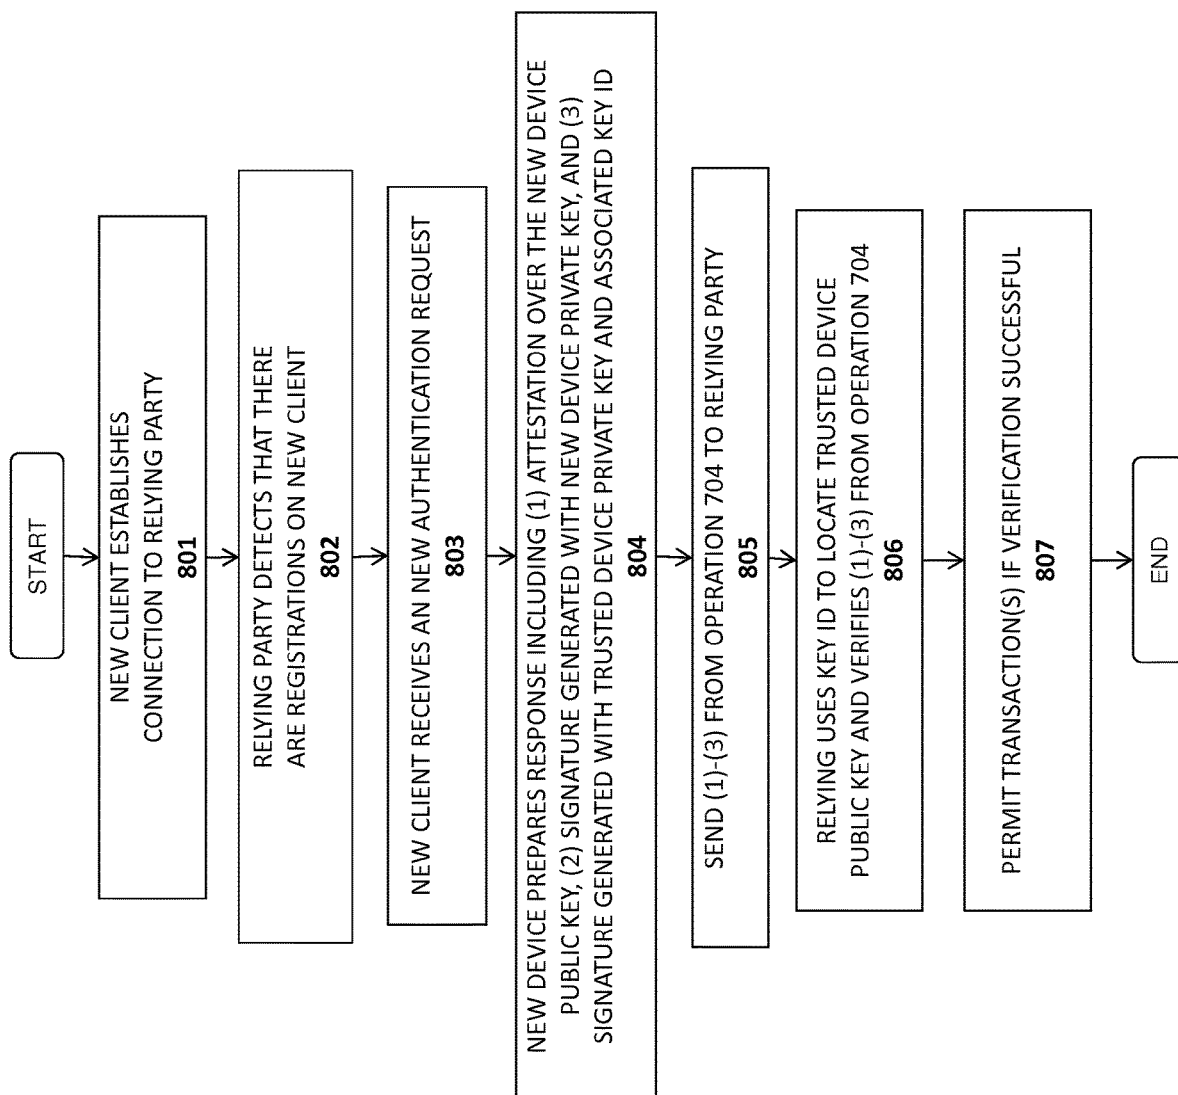 START
NEW CLIENT ESTABLISHES
CONNECTION TO RELYING PARTY
801
RELYING PARTY DETECTS THAT THERE
ARE REGISTRATIONS ON NEW CLIENT
802
NEW CLIENT RECEIVES AN NEW AUTHENTICATION REQUEST
803
NEW DEVICE PREPARES RESPONSE INCLUDING (1) ATTESTATION OVER THE NEW DEVICE
PUBLIC KEY, (2) SIGNATURE GENERATED WITH NEW DEVICE PRIVATE KEY, AND (3)
SIGNATURE GENERATED WITH TRUSTED DEVICE PRIVATE KEY AND ASSOCIATED KEY ID
804
SEND (1)-(3) FROM OPERATION 704 TO RELYING PARTY
805
RELYING USES KEY ID TO LOCATE TRUSTED DEVICE
PUBLIC KEY AND VERIFIES (1)-(3) FROM OPERATION 704
806
PERMIT TRANSACTION(S) IF VERIFICATION SUCCESSFUL
807
END